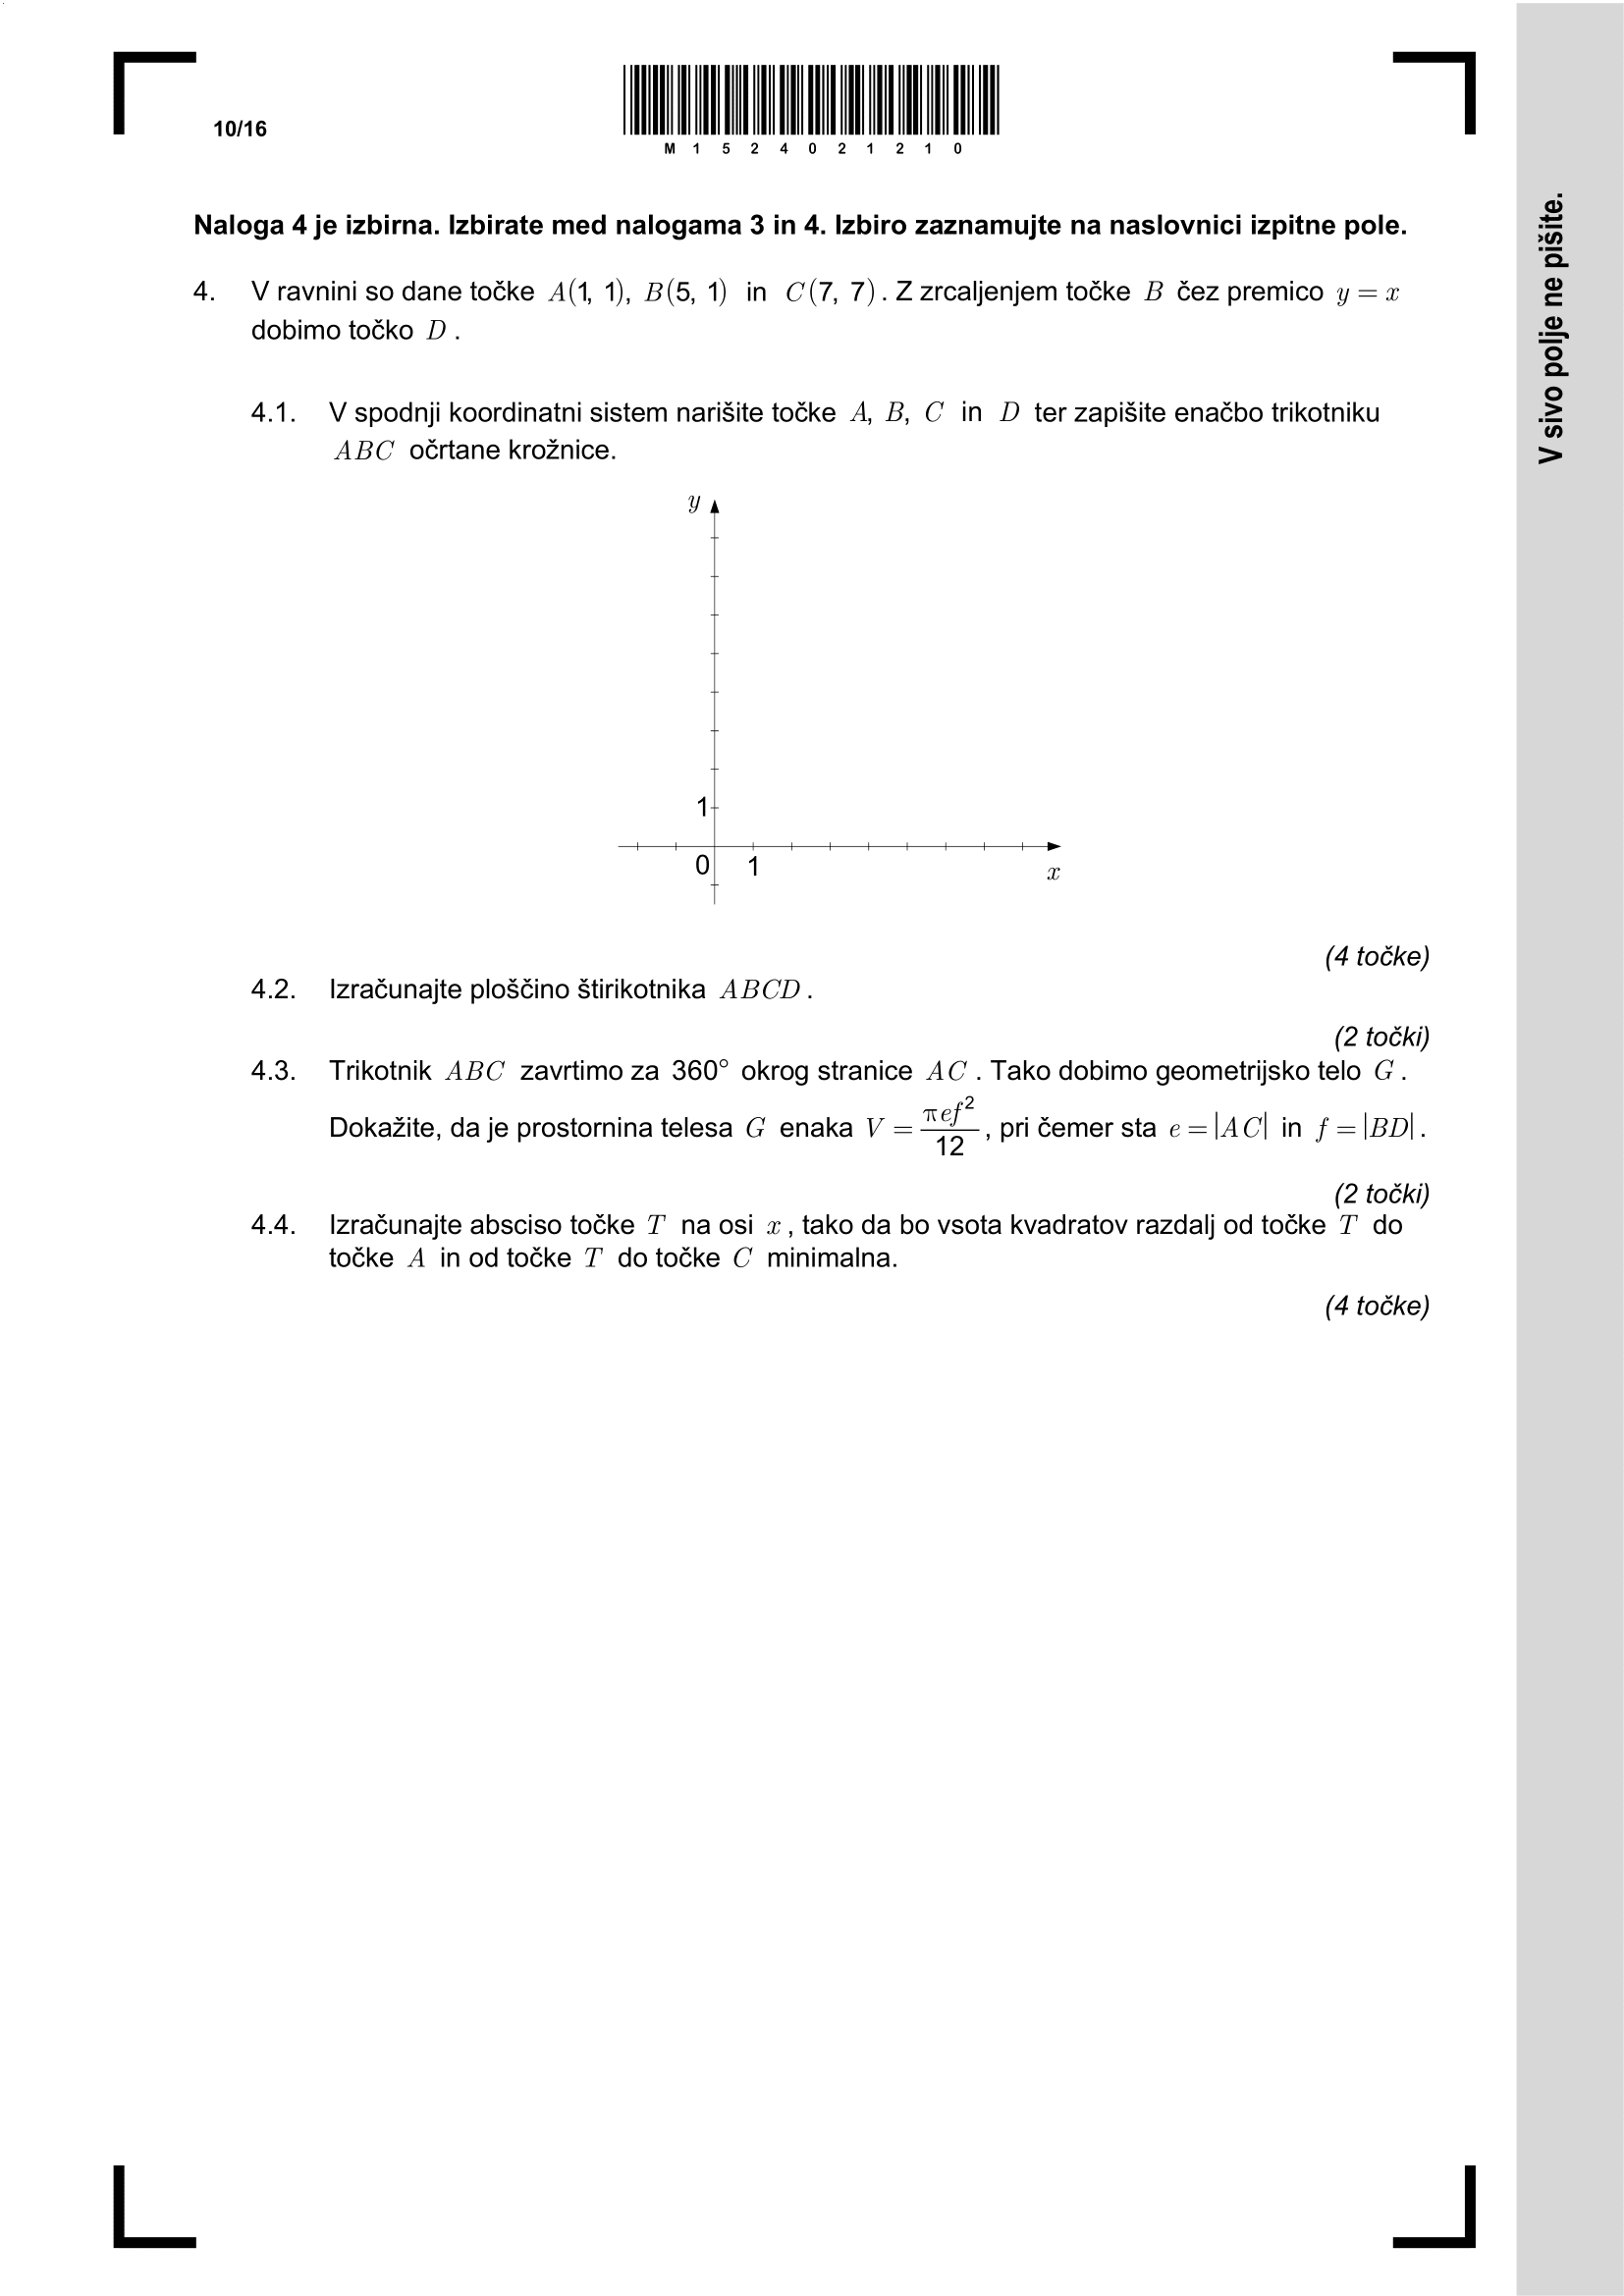 10/16
M 1 5 2 4 0 2 1 2 1 0
V sivo polje ne pišite.
Naloga 4 je izbirna. Izbirate med nalogama 3 in 4. Izbiro zaznamujte na naslovnici izpitne pole.
4. V ravnini so dane točke A(1, 1), B(5, 1) in C(7, 7). Z zrcaljenjem točke B čez premico y = x
dobimo točko D.
4.1. V spodnji koordinatni sistem narišite točke A, B, C in D ter zapišite enačbo trikotniku
ABC očrtane krožnice.
y
1
0 1
x
(4 točke)
4.2. Izračunajte ploščino štirikotnika ABCD.
(2 točki)
4.3. Trikotnik ABC zavrtimo za 360° okrog stranice AC. Tako dobimo geometrijsko telo G.
Dokažite, da je prostornina telesa G enaka V = πef²/12, pri čemer sta e = |AC| in f = |BD|.
(2 točki)
4.4. Izračunajte absciso točke T na osi x, tako da bo vsota kvadratov razdalj od točke T do
točke A in od točke T do točke C minimalna.
(4 točke)